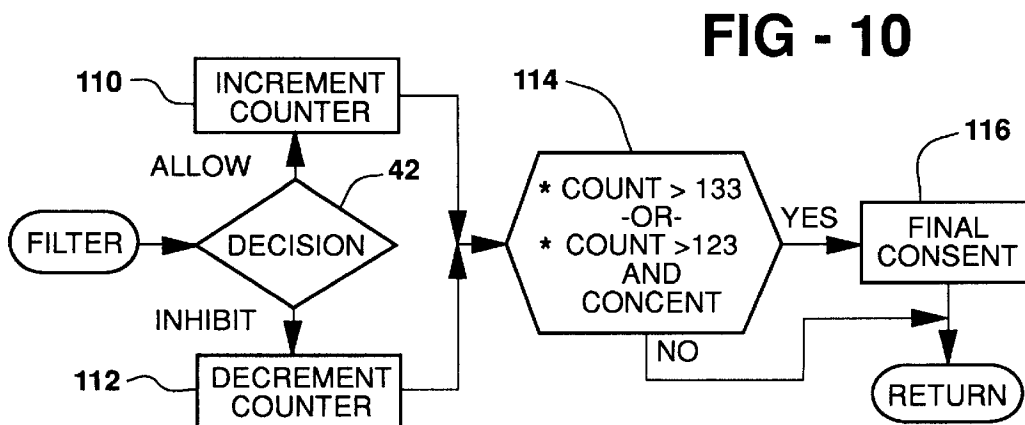 FIG - 10
110
INCREMENT
COUNTER
ALLOW
42
FILTER
DECISION
INHIBIT
112
DECREMENT
COUNTER
114
* COUNT > 133
-OR-
* COUNT >123
AND
CONCENT
YES
NO
116
FINAL
CONSENT
RETURN